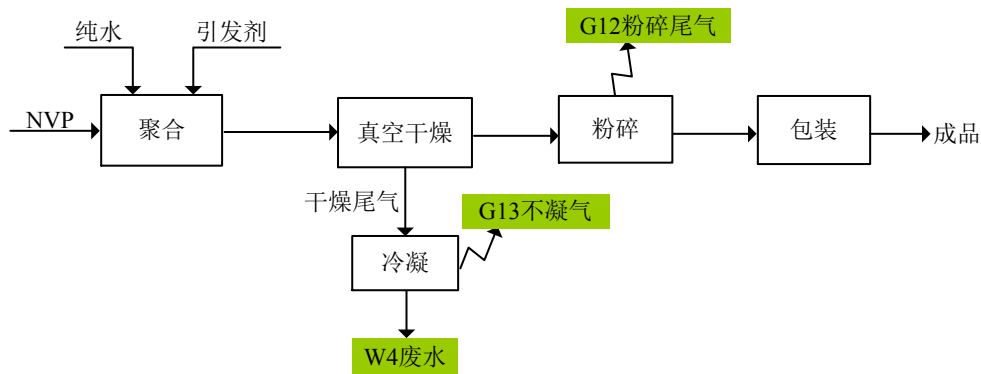 G12粉碎尾气
纯水
引发剂
NVP
聚合
真空干燥
粉碎
包装
成品
干燥尾气
G13不凝气
冷凝
W4废水